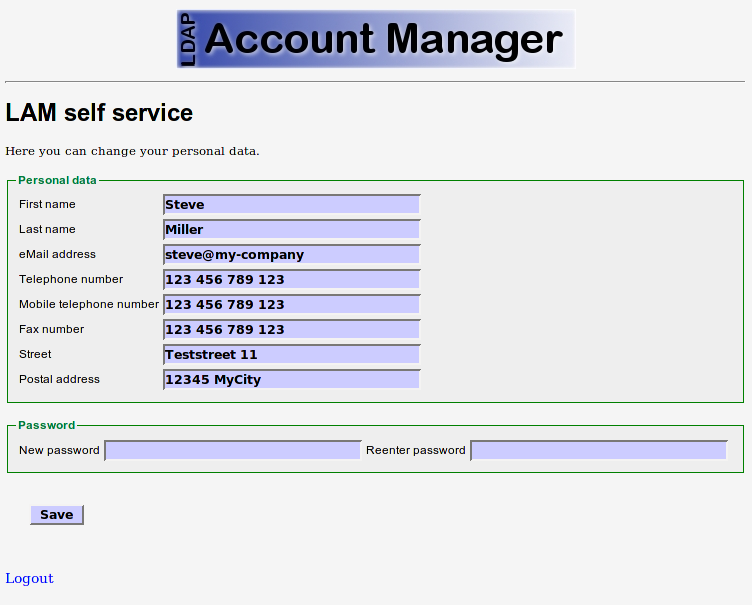 LDAP Account Manager
LAM self service
Here you can change your personal data.
Personal data
First name Steve
Last name Miller
eMail address steve@my-company
Telephone number 123 456 789 123
Mobile telephone number 123 456 789 123
Fax number 123 456 789 123
Street Teststreet 11
Postal address 12345 MyCity
Password
New password Reenter password
Save
Logout